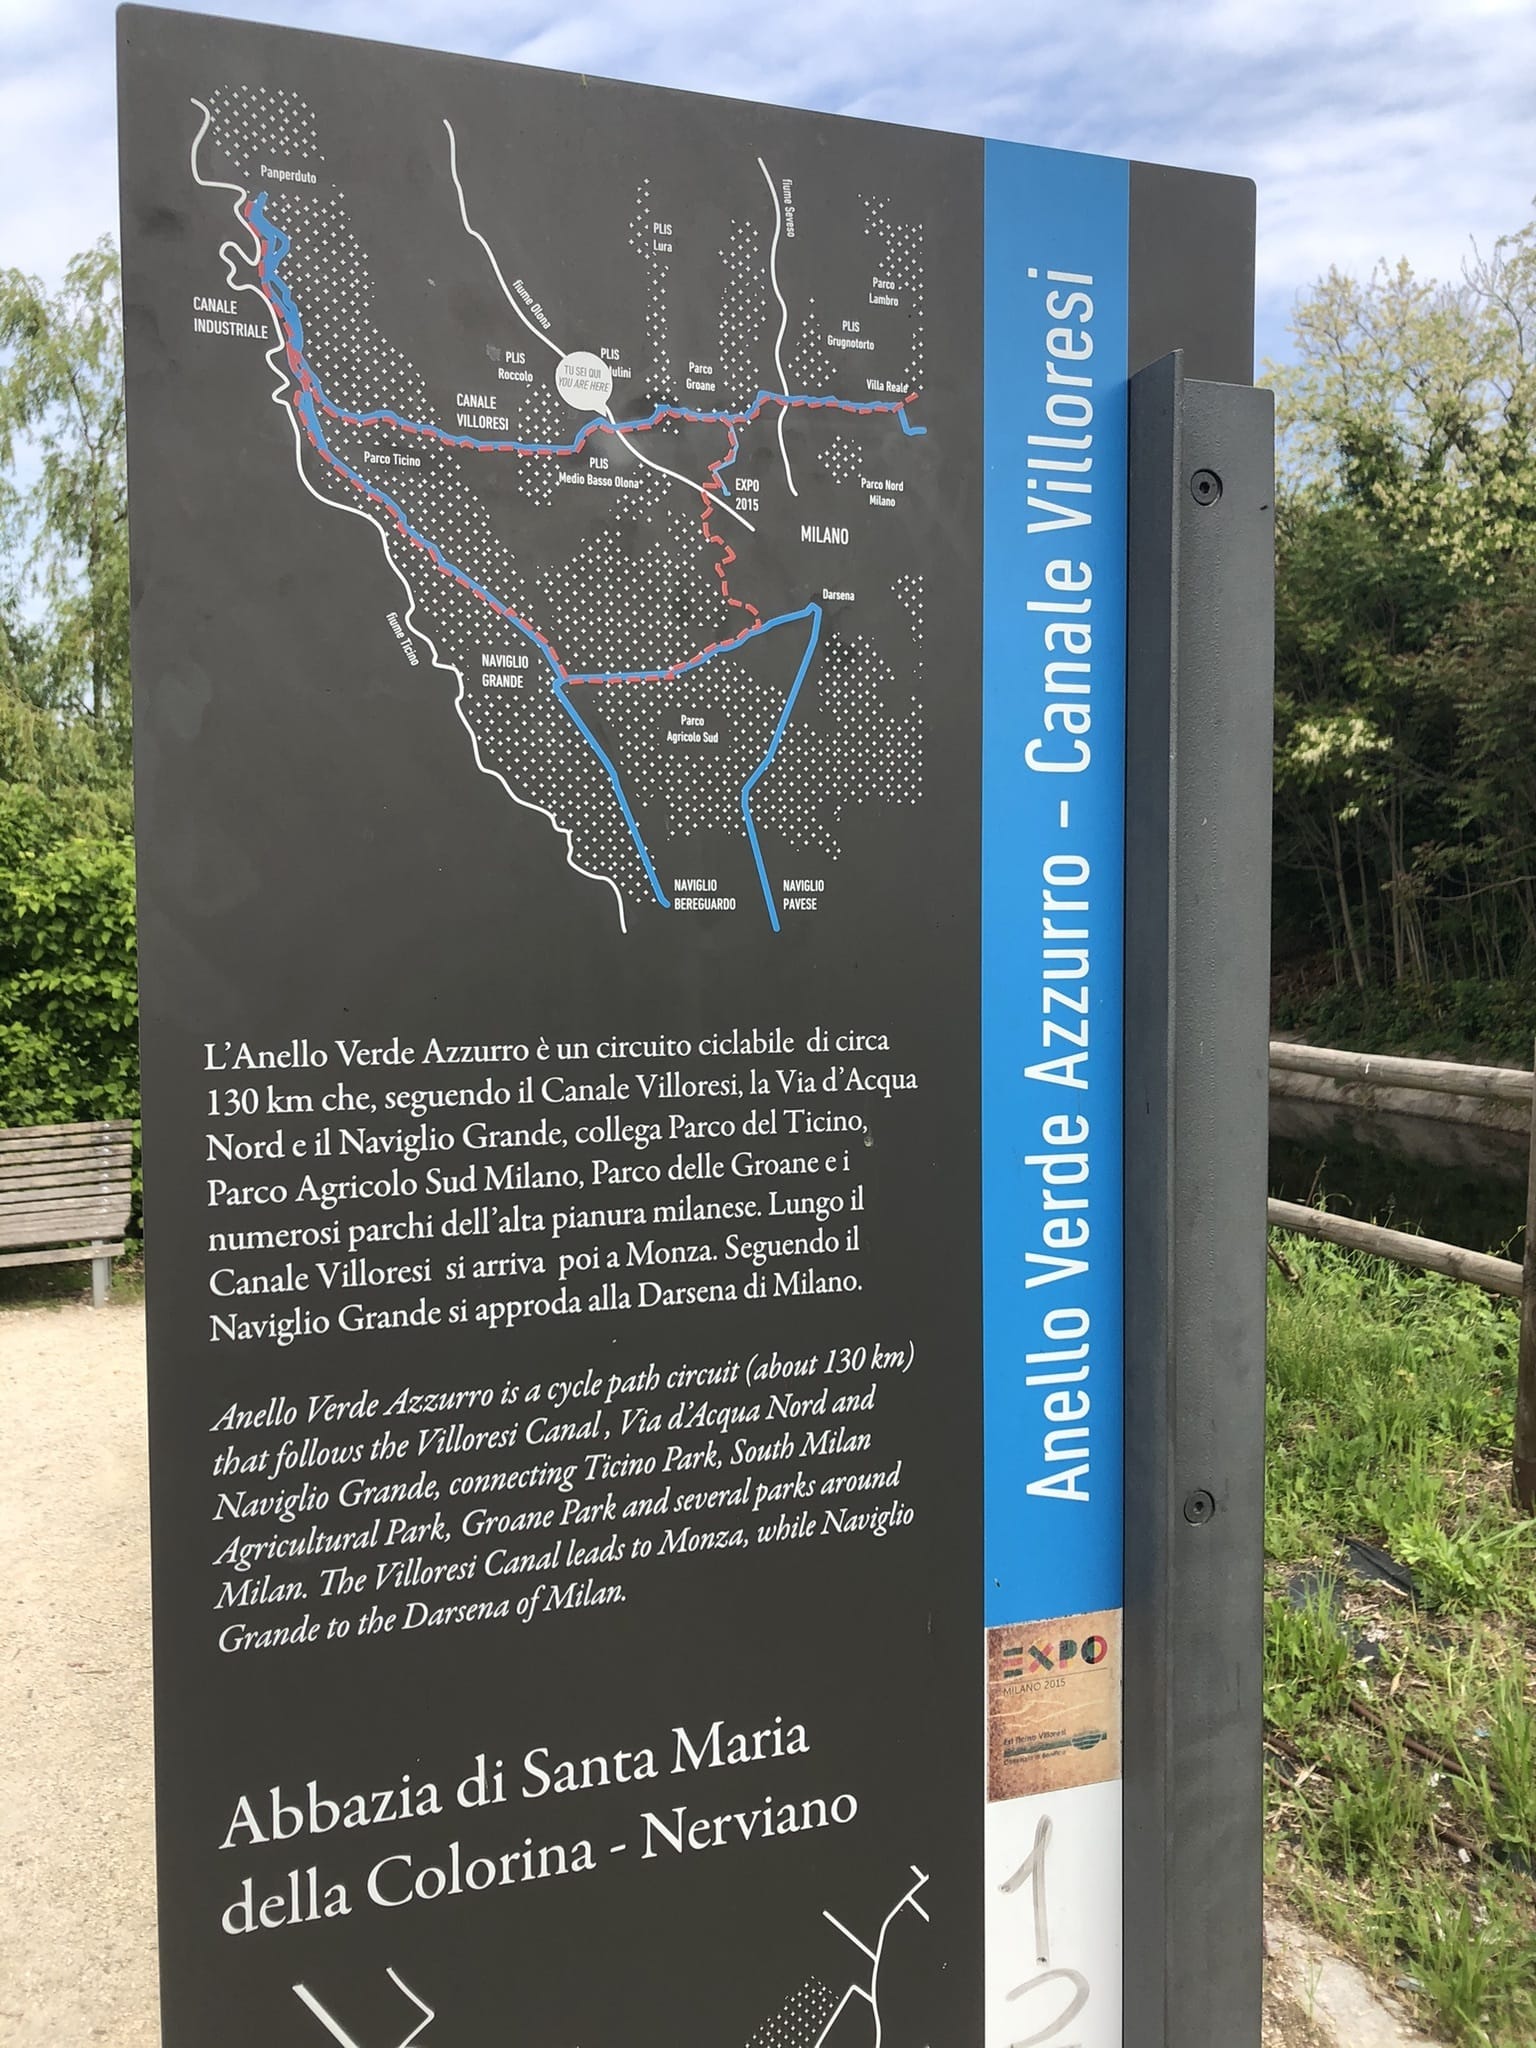 Panperduto
fiume Seveso
PLIS
Lura
Parco
Lambro
CANALE
INDUSTRIALE
fiume Olona
PLIS
Grugnotorto
PLIS
Roccolo
PLIS
TU SEI QUI
YOU ARE HERE
Parco
Groane
Villa Reale
CANALE
VILLORESI
Parco Ticino
PLIS
Medio Basso Olona
EXPO
2015
Parco Nord
Milano
MILANO
Darsena
fiume Ticino
NAVIGLIO
GRANDE
Parco
Agricolo Sud
NAVIGLIO
BEREGUARDO
NAVIGLIO
PAVESE
L'Anello Verde Azzurro è un circuito ciclabile di circa
130 km che, seguendo il Canale Villoresi, la Via d'Acqua
Nord e il Naviglio Grande, collega Parco del Ticino,
Parco Agricolo Sud Milano, Parco delle Groane e i
numerosi parchi dell'alta pianura milanese. Lungo il
Canale Villoresi si arriva poi a Monza. Seguendo il
Naviglio Grande si approda alla Darsena di Milano.
Anello Verde Azzurro is a cycle path circuit (about 130 km)
that follows the Villoresi Canal , Via d'Acqua Nord and
Naviglio Grande, connecting Ticino Park, South Milan
Agricultural Park, Groane Park and several parks around
Milan. The Villoresi Canal leads to Monza, while Naviglio
Grande to the Darsena of Milan.
Abbazia di Santa Maria
della Colorina - Nerviano
Anello Verde Azzurro - Canale Villoresi
EXPO
MILANO 2015
Est Ticino Villoresi
1